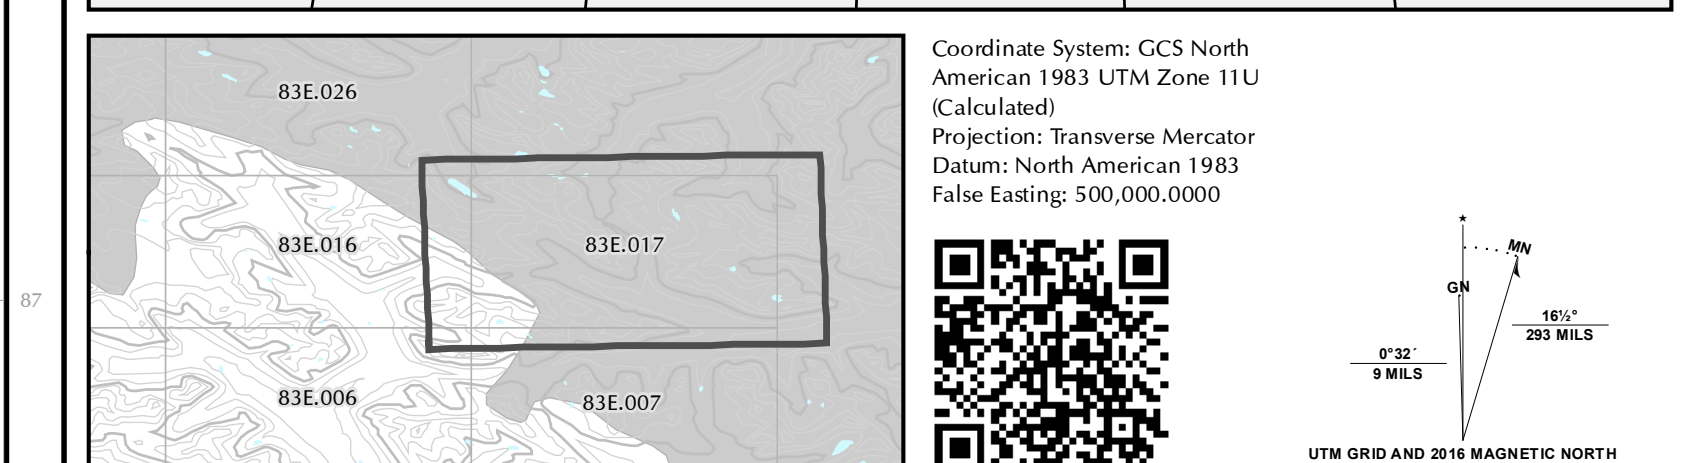 83E.026
83E.016
83E.017
83E.006
83E.007
87
Coordinate System: GCS North
American 1983 UTM Zone 11U
(Calculated)
Projection: Transverse Mercator
Datum: North American 1983
False Easting: 500,000.0000
MN
GN
16½°
293 MILS
0°32´
9 MILS
UTM GRID AND 2016 MAGNETIC NORTH